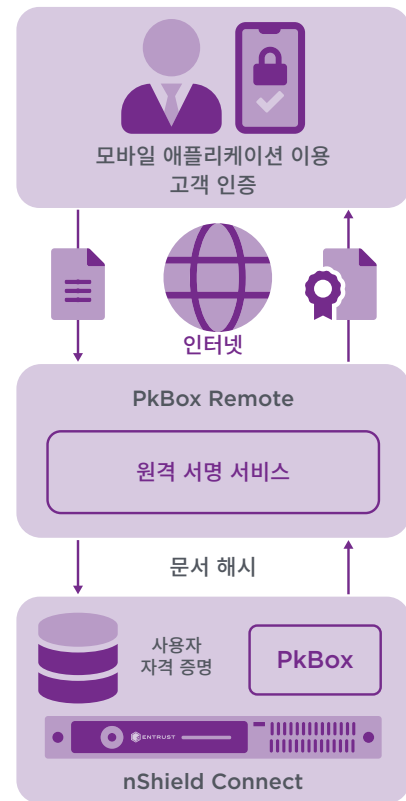 모바일 애플리케이션 이용
고객 인증
인터넷
PkBox Remote
원격 서명 서비스
문서 해시
사용자
자격 증명
PkBox
ENTRUST
nShield Connect